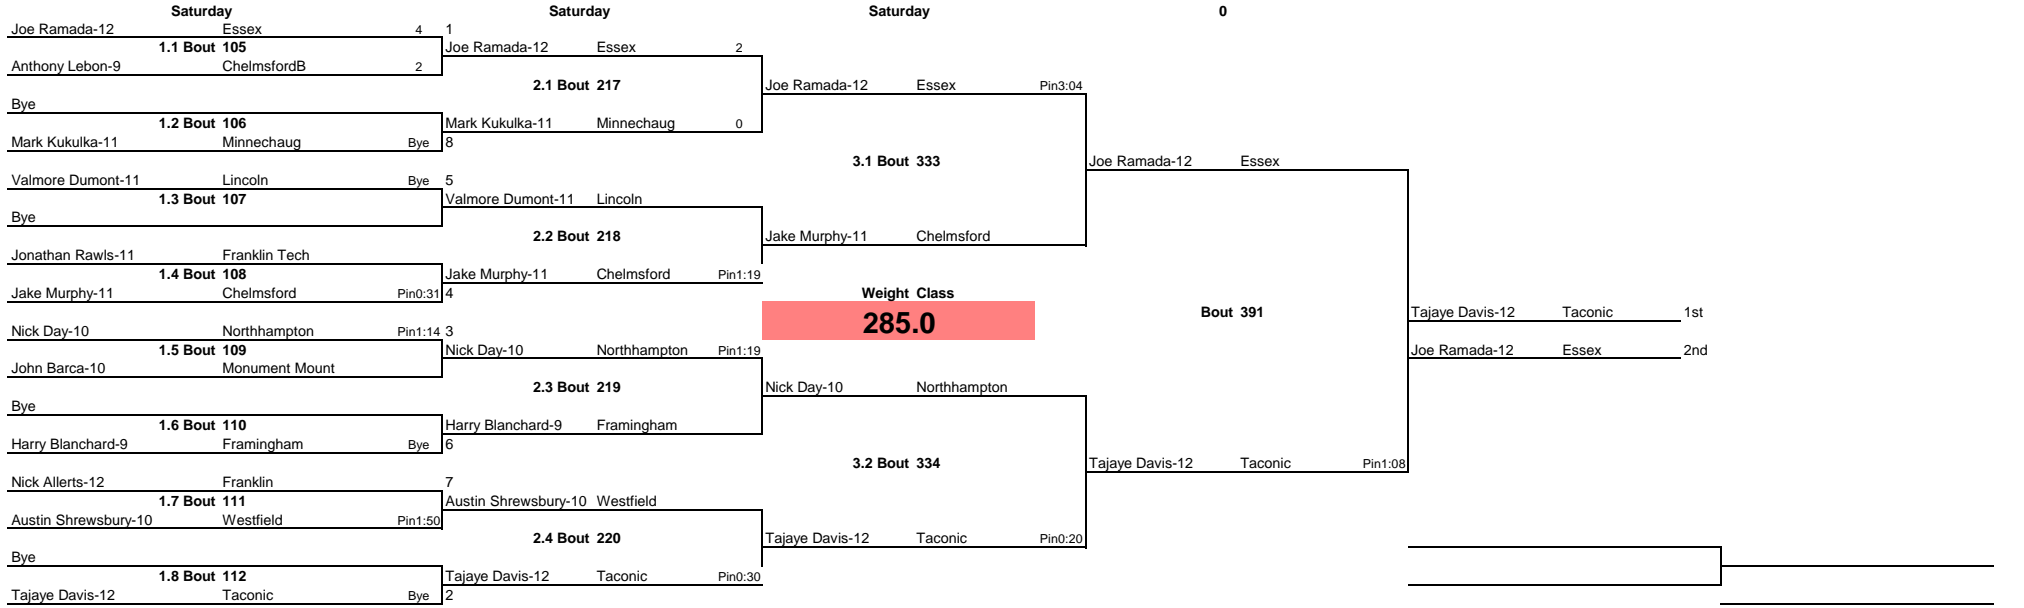 Saturday Saturday Saturday 0
Joe Ramada-12 Essex 4 1
1.1 Bout 105 Joe Ramada-12 Essex 2
Anthony Lebon-9 ChelmsfordB 2
2.1 Bout 217 Joe Ramada-12 Essex Pin3:04
Bye
1.2 Bout 106 Mark Kukulka-11 Minnechaug 0
Mark Kukulka-11 Minnechaug Bye 8
3.1 Bout 333 Joe Ramada-12 Essex
Valmore Dumont-11 Lincoln Bye 5
1.3 Bout 107 Valmore Dumont-11 Lincoln
Bye
2.2 Bout 218 Jake Murphy-11 Chelmsford
Jonathan Rawls-11 Franklin Tech
1.4 Bout 108 Jake Murphy-11 Chelmsford Pin1:19
Jake Murphy-11 Chelmsford Pin0:31 4 Weight Class
Bout 391 Tajaye Davis-12 Taconic 1st
285.0
Nick Day-10 Northhampton Pin1:14 3
1.5 Bout 109 Nick Day-10 Northhampton Pin1:19 Joe Ramada-12 Essex 2nd
John Barca-10 Monument Mount
2.3 Bout 219 Nick Day-10 Northhampton
Bye
1.6 Bout 110 Harry Blanchard-9 Framingham
Harry Blanchard-9 Framingham Bye 6
3.2 Bout 334 Tajaye Davis-12 Taconic Pin1:08
Nick Allerts-12 Franklin 7
1.7 Bout 111 Austin Shrewsbury-10 Westfield
Austin Shrewsbury-10 Westfield Pin1:50
2.4 Bout 220 Tajaye Davis-12 Taconic Pin0:20
Bye
1.8 Bout 112 Tajaye Davis-12 Taconic Pin0:30
Tajaye Davis-12 Taconic Bye 2